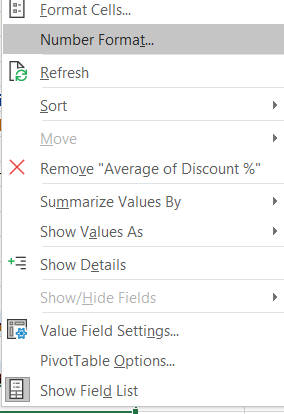 Format Cells...
Number Format...
Refresh
Sort
Move
Remove "Average of Discount %"
Summarize Values By
Show Values As
Show Details
Show/Hide Fields
Value Field Settings...
PivotTable Options...
Show Field List